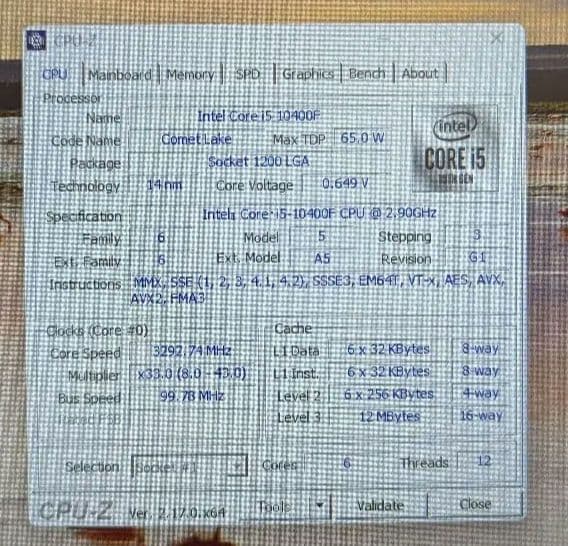 CPU-Z
CPU Mainboard Memory SPD Graphics Bench About
Processor
Name Intel Core i5 10400F
Code Name Comet Lake Max TDP 65.0 W
Package Socket 1200 LGA
Technology 14 nm Core Voltage 0.649 V
intel
CORE i5
10TH GEN
Specification Intel® Core™ i5-10400F CPU @ 2.90GHz
Family 6 Model 5 Stepping 3
Ext. Family 6 Ext. Model A5 Revision G1
Instructions MMX, SSE (1, 2, 3, 4.1, 4.2), SSSE3, EM64T, VT-x, AES, AVX,
AVX2, FMA3
Clocks (Core #0) Cache
Core Speed 3292.74 MHz L1 Data 6 x 32 KBytes 8-way
Multiplier x33.0 (8.0 - 43.0) L1 Inst. 6 x 32 KBytes 8-way
Bus Speed 99.78 MHz Level 2 6 x 256 KBytes 4-way
Rated FSB Level 3 12 MBytes 16-way
Selection Socket #1 Cores 6 Threads 12
CPU-Z Ver. 2.17.0.x64 Tools Validate Close